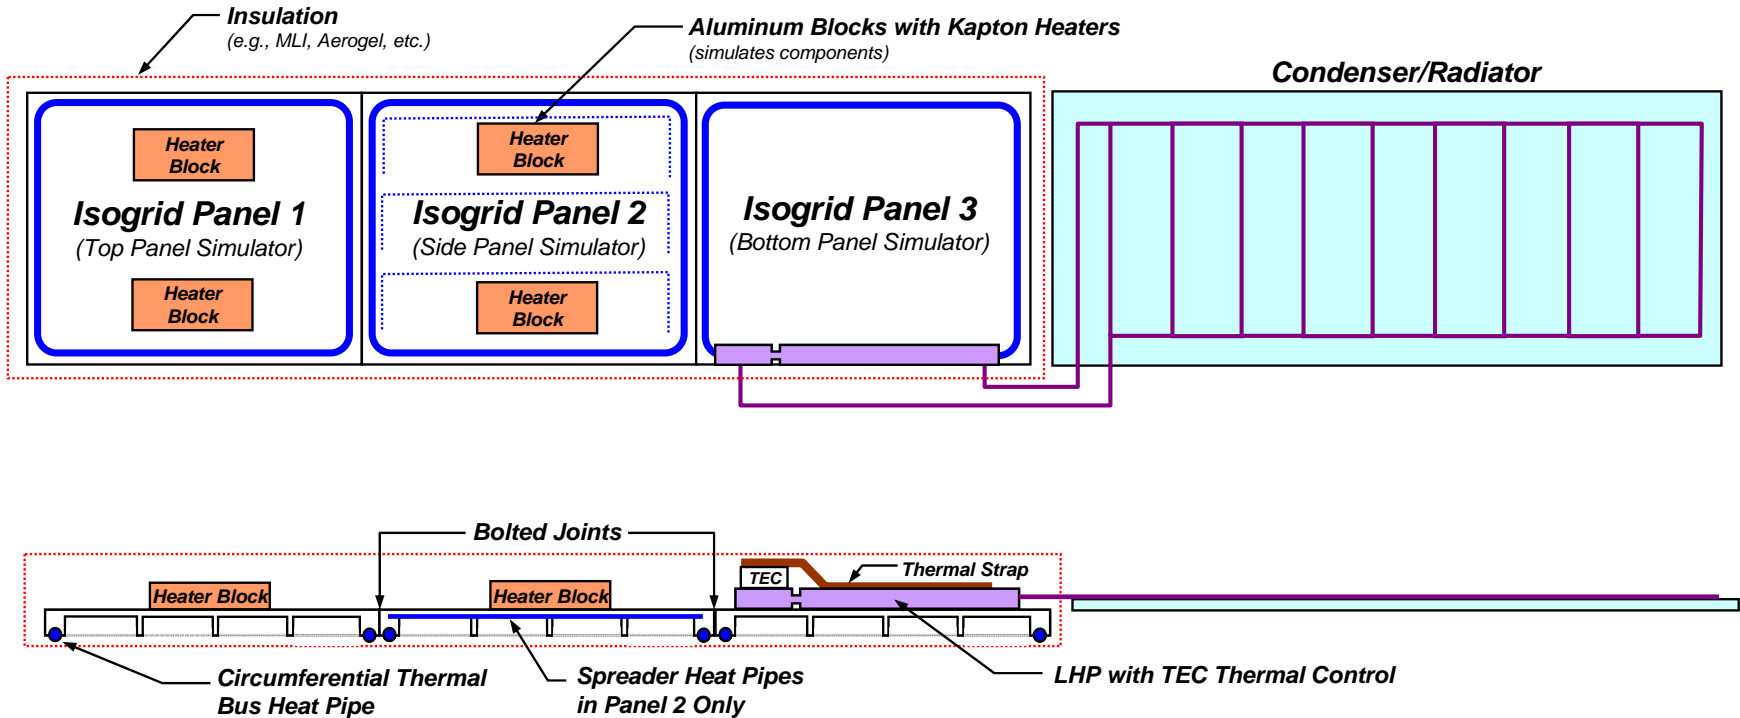 Insulation
(e.g., MLI, Aerogel, etc.)
Aluminum Blocks with Kapton Heaters
(simulates components)
Condenser/Radiator
Heater
Block
Isogrid Panel 1
(Top Panel Simulator)
Heater
Block
Heater
Block
Isogrid Panel 2
(Side Panel Simulator)
Heater
Block
Isogrid Panel 3
(Bottom Panel Simulator)
Bolted Joints
Heater Block
Heater Block
TEC
Thermal Strap
Circumferential Thermal
Bus Heat Pipe
Spreader Heat Pipes
in Panel 2 Only
LHP with TEC Thermal Control